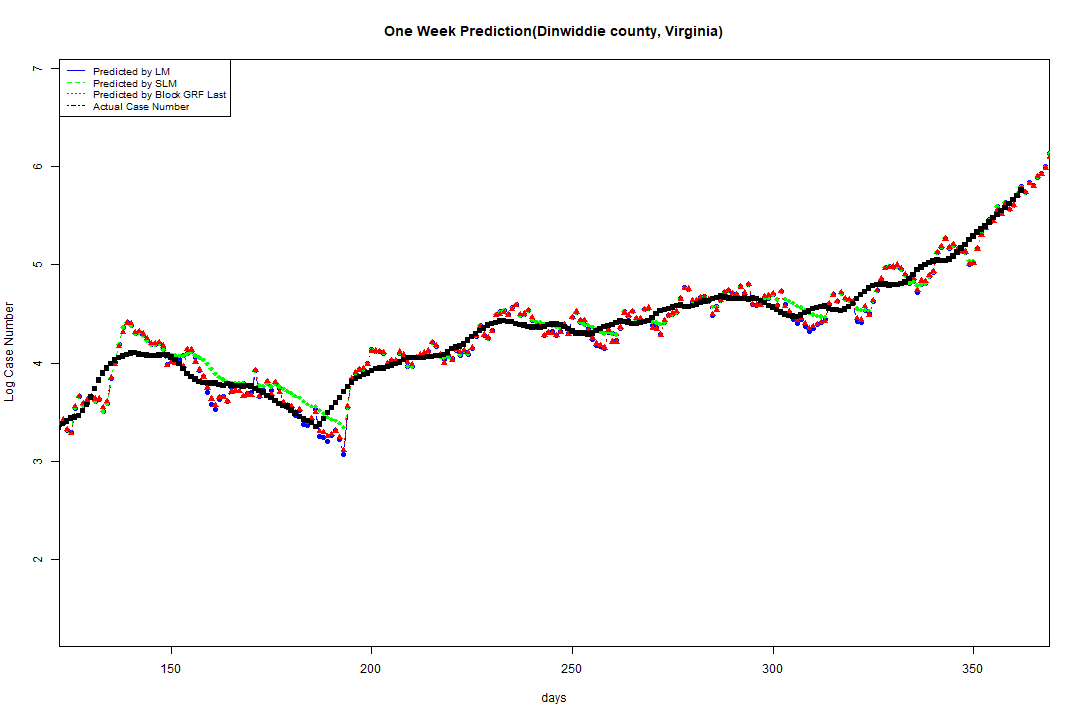 One Week Prediction(Dinwiddie county, Virginia)
Predicted by LM
Predicted by SLM
Predicted by Block GRF Last
Actual Case Number
Log Case Number
7
6
5
4
3
2
150 200 250 300 350
days